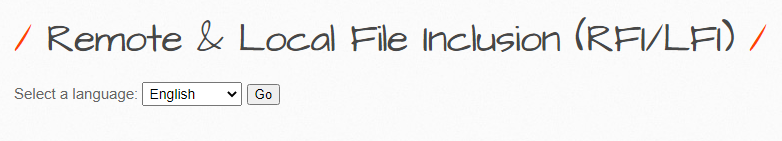 / Remote & Local File Inclusion (RFI/LFI) /
Select a language: English Go